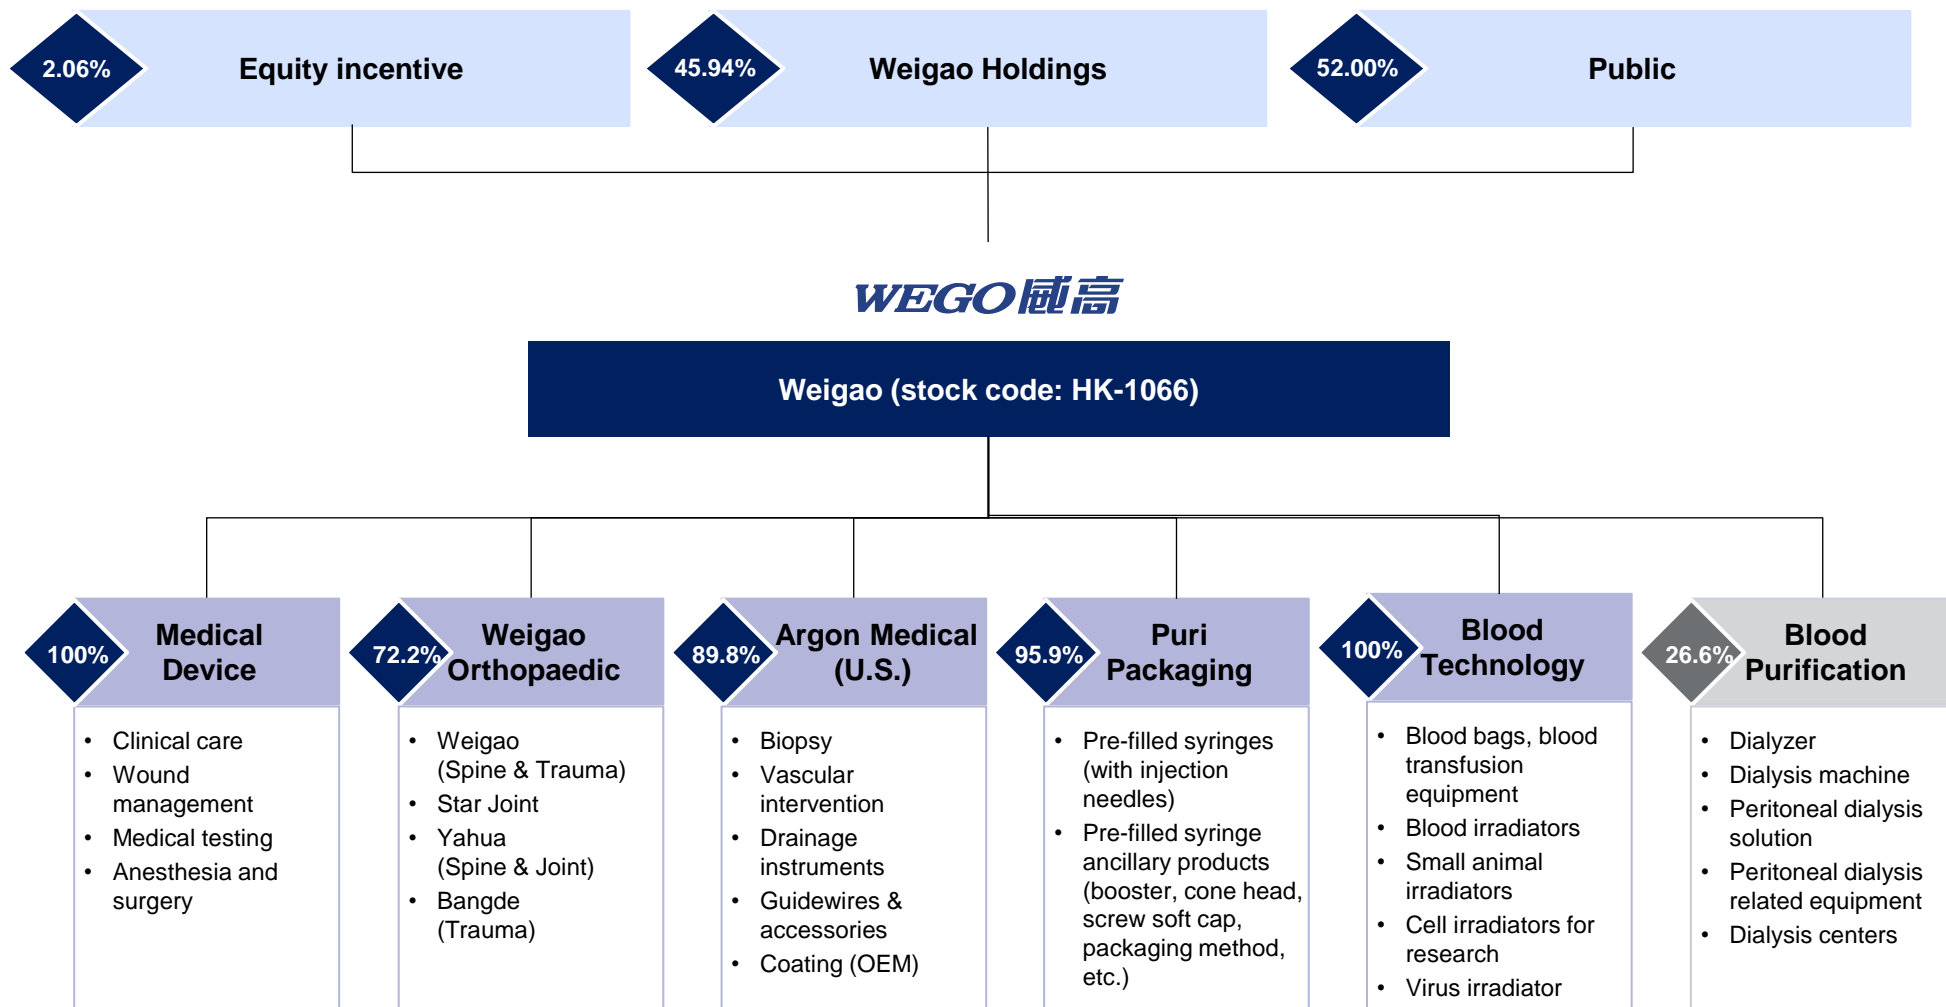 2.06%
Equity incentive
45.94%
Weigao Holdings
52.00%
Public
WEGO威高
Weigao (stock code: HK-1066)
100%
Medical
Device
• Clinical care
• Wound
management
• Medical testing
• Anesthesia and
surgery
72.2%
Weigao
Orthopaedic
• Weigao
(Spine & Trauma)
• Star Joint
• Yahua
(Spine & Joint)
• Bangde
(Trauma)
89.8%
Argon Medical
(U.S.)
• Biopsy
• Vascular
intervention
• Drainage
instruments
• Guidewires &
accessories
• Coating (OEM)
95.9%
Puri
Packaging
• Pre-filled syringes
(with injection
needles)
• Pre-filled syringe
ancillary products
(booster, cone head,
screw soft cap,
packaging method,
etc.)
100%
Blood
Technology
• Blood bags, blood
transfusion
equipment
• Blood irradiators
• Small animal
irradiators
• Cell irradiators for
research
• Virus irradiator
26.6%
Blood
Purification
• Dialyzer
• Dialysis machine
• Peritoneal dialysis
solution
• Peritoneal dialysis
related equipment
• Dialysis centers